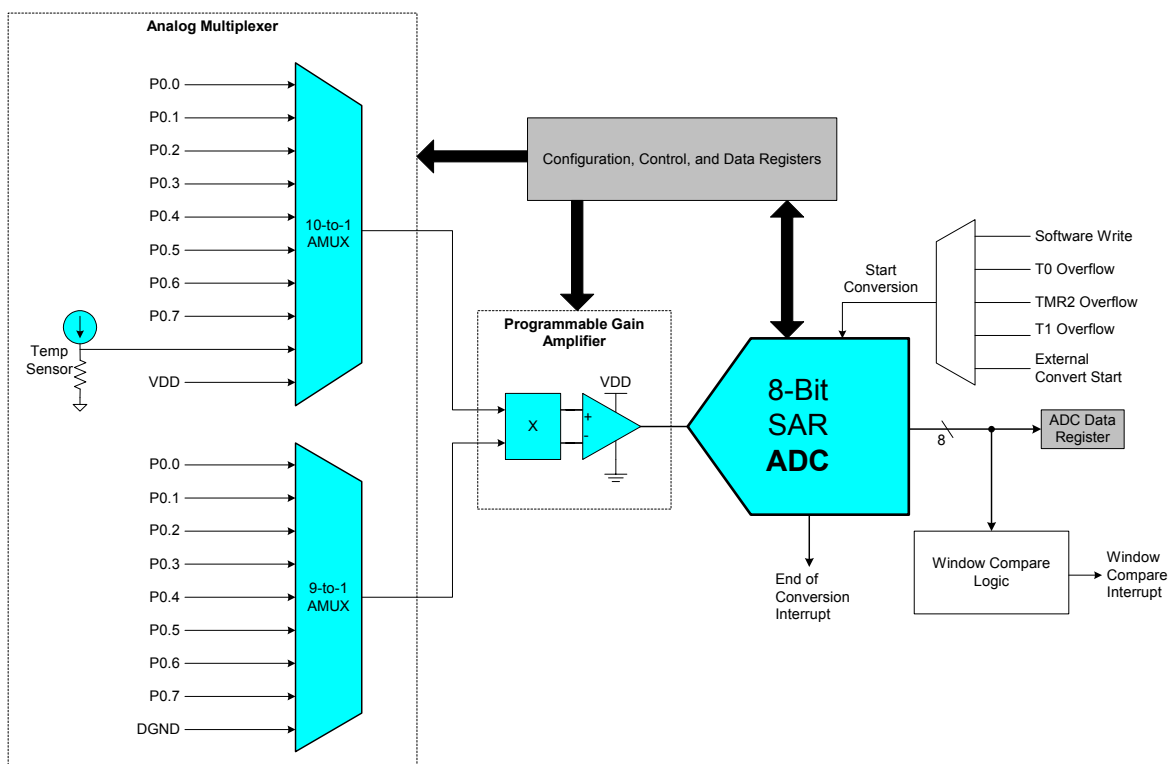 Analog Multiplexer
P0.0
P0.1
P0.2
P0.3
P0.4
P0.5
P0.6
P0.7
Temp
Sensor
VDD
10-to-1
AMUX
P0.0
P0.1
P0.2
P0.3
P0.4
P0.5
P0.6
P0.7
DGND
9-to-1
AMUX
Configuration, Control, and Data Registers
Programmable Gain
Amplifier
X
+
-
VDD
Start
Conversion
Software Write
T0 Overflow
TMR2 Overflow
T1 Overflow
External
Convert Start
8-Bit
SAR
ADC
8
ADC Data
Register
End of
Conversion
Interrupt
Window Compare
Logic
Window
Compare
Interrupt